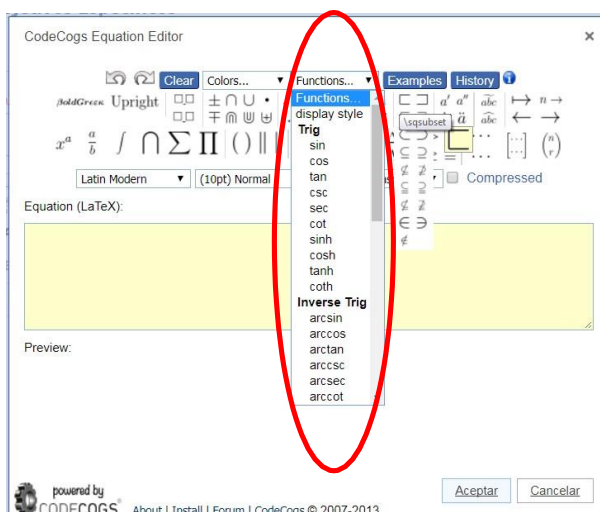 CodeCogs Equation Editor
×
Clear Colors... Functions... Examples History
BoldGreek Upright
Functions...
display style
Trig
sin
cos
tan
csc
sec
cot
sinh
cosh
tanh
coth
Inverse Trig
arcsin
arccos
arctan
arccsc
arcsec
arccot
\sqsubset
Latin Modern (10pt) Normal Compressed
Equation (LaTeX):
Preview:
Aceptar Cancelar
powered by
CODECOGS About | Install | Forum | CodeCogs © 2007-2013